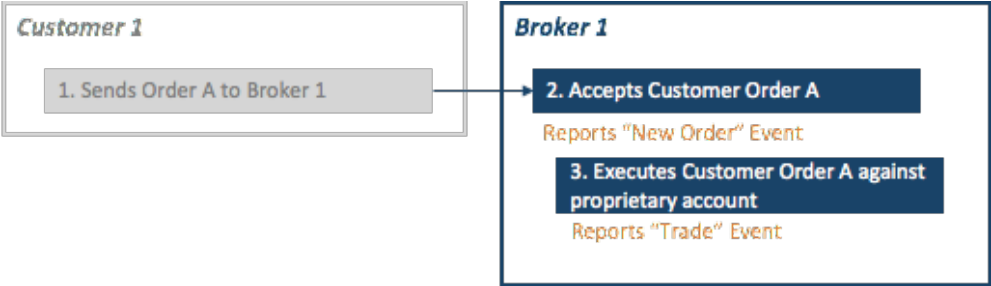 Customer 1
1. Sends Order A to Broker 1
Broker 1
2. Accepts Customer Order A
Reports "New Order" Event
3. Executes Customer Order A against
proprietary account
Reports "Trade" Event